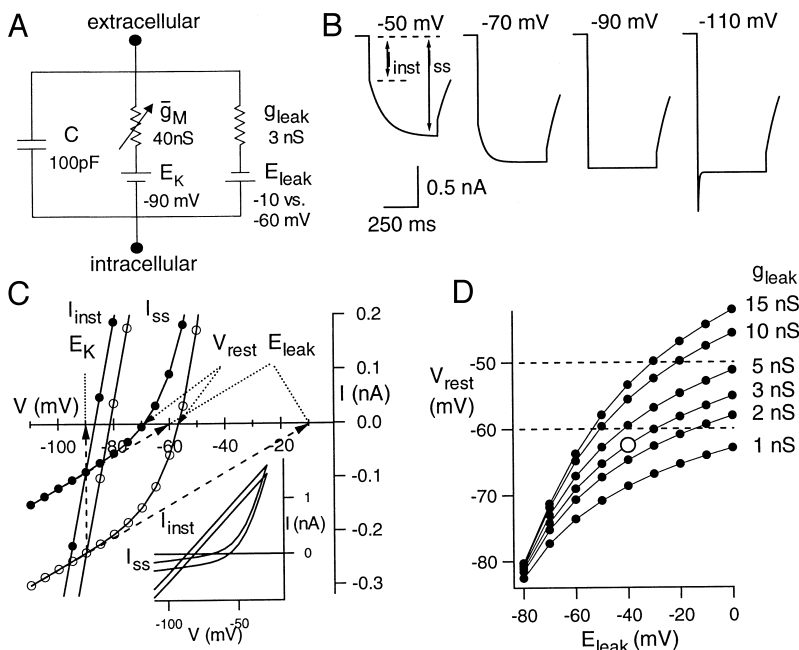 A
extracellular
C
100pF
ḡM
40nS
gleak
3 nS
EK
-90 mV
Eleak
-10 vs.
-60 mV
intracellular
B
-50 mV
-70 mV
-90 mV
-110 mV
inst
ss
0.5 nA
250 ms
C
Iinst
Iss
EK
Vrest
Eleak
V (mV)
I (nA)
0.2
0.1
0.0
-0.1
-0.2
-0.3
-100
-80
-60
-40
-20
Iinst
Iss
I (nA)
1
0
-100
-50
V (mV)
D
gleak
15 nS
10 nS
5 nS
3 nS
2 nS
1 nS
Vrest
(mV)
-50
-60
-70
-80
-80
-60
-40
-20
0
Eleak (mV)